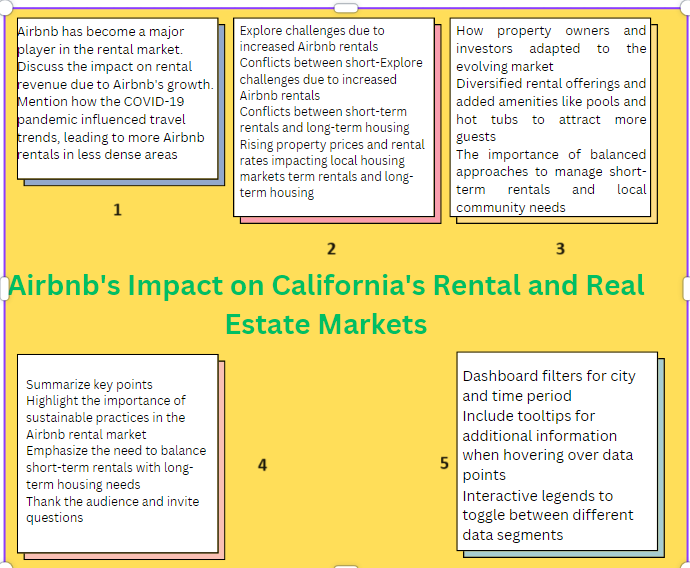 Airbnb has become a major
player in the rental market.
Discuss the impact on rental
revenue due to Airbnb's growth.
Mention how the COVID-19
pandemic influenced travel
trends, leading to more Airbnb
rentals in less dense areas
1
Explore challenges due to
increased Airbnb rentals
Conflicts between short-Explore
challenges due to increased
Airbnb rentals
Conflicts between short-term
rentals and long-term housing
Rising property prices and rental
rates impacting local housing
markets term rentals and long-
term housing
2
How property owners and
investors adapted to the
evolving market
Diversified rental offerings and
added amenities like pools and
hot tubs to attract more
guests
The importance of balanced
approaches to manage short-
term rentals and local
community needs
3
Airbnb's Impact on California's Rental and Real
Estate Markets
Summarize key points
Highlight the importance of
sustainable practices in the
Airbnb rental market
Emphasize the need to balance
short-term rentals with long-
term housing needs
Thank the audience and invite
questions
4
5
Dashboard filters for city
and time period
Include tooltips for
additional information
when hovering over data
points
Interactive legends to
toggle between different
data segments